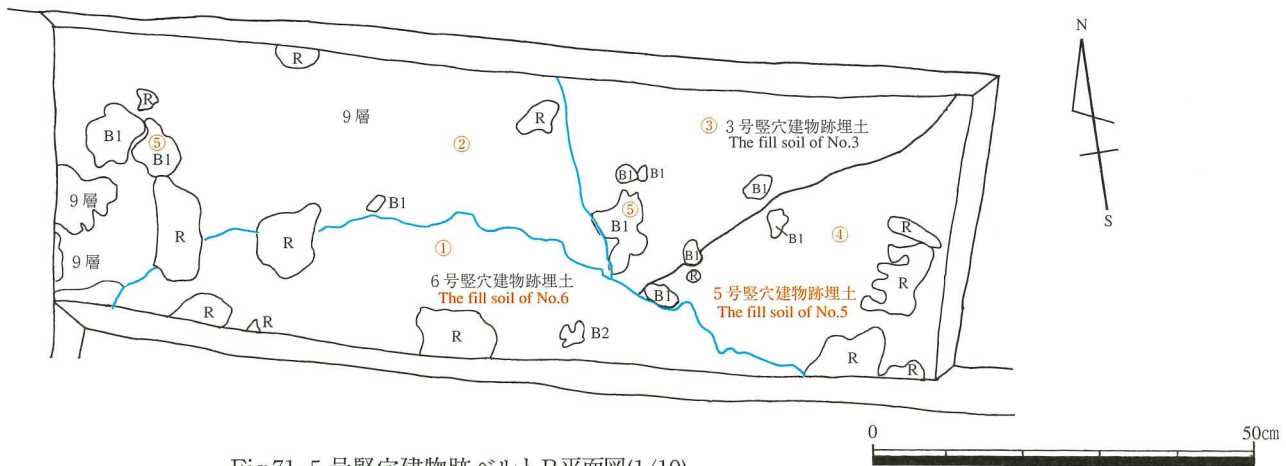 R
N
R
9層
R
③ 3号竪穴建物跡埋土
The fill soil of No.3
B1
⑤
B1
②
B1
B1
B1
9層
B1
⑤
B1
B1
④
R
R
R
①
B1
R
R
9層
6号竪穴建物跡埋土
The fill soil of No.6
B1
5号竪穴建物跡埋土
The fill soil of No.5
S
R
R
R
B2
R
R
0
50cm